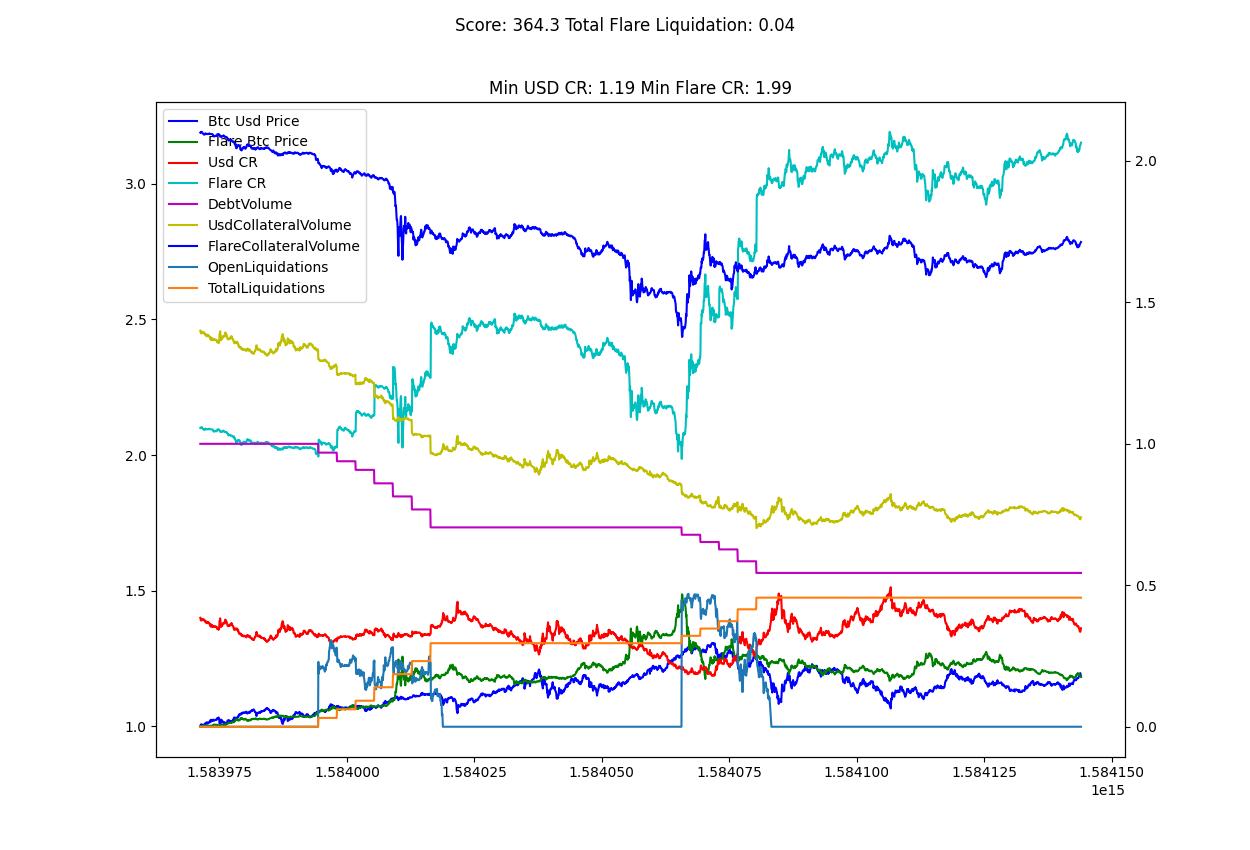 Score: 364.3 Total Flare Liquidation: 0.04
Min USD CR: 1.19 Min Flare CR: 1.99
Btc Usd Price
Flare Btc Price
Usd CR
Flare CR
DebtVolume
UsdCollateralVolume
FlareCollateralVolume
OpenLiquidations
TotalLiquidations
3.0
2.5
2.0
1.5
1.0
2.0
1.5
1.0
0.5
0.0
1.583975 1.584000 1.584025 1.584050 1.584075 1.584100 1.584125 1.584150
1e15